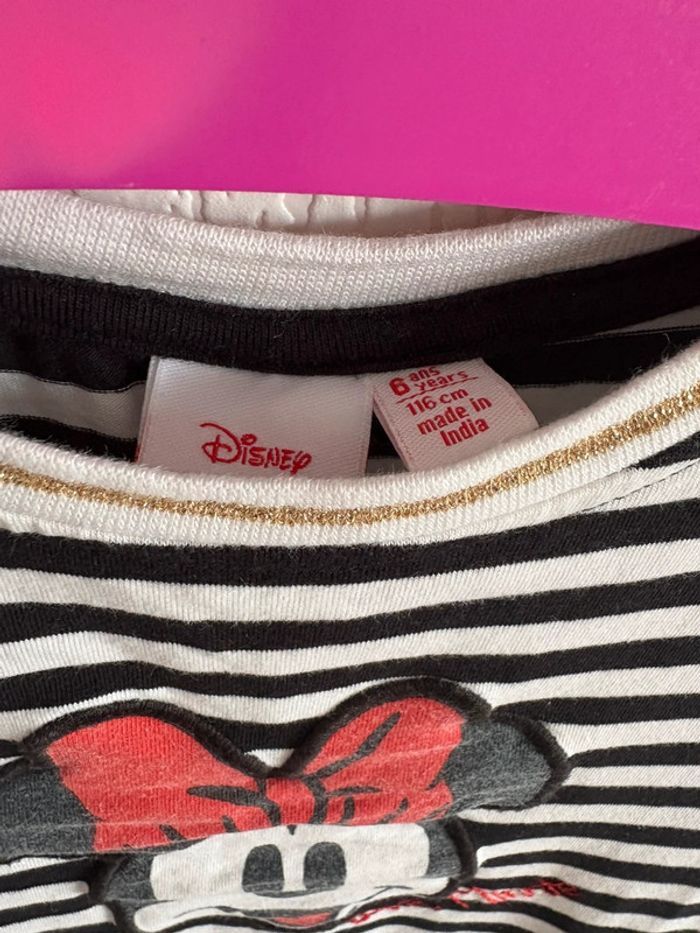 Disney
6 ans
years
116 cm
made in
India